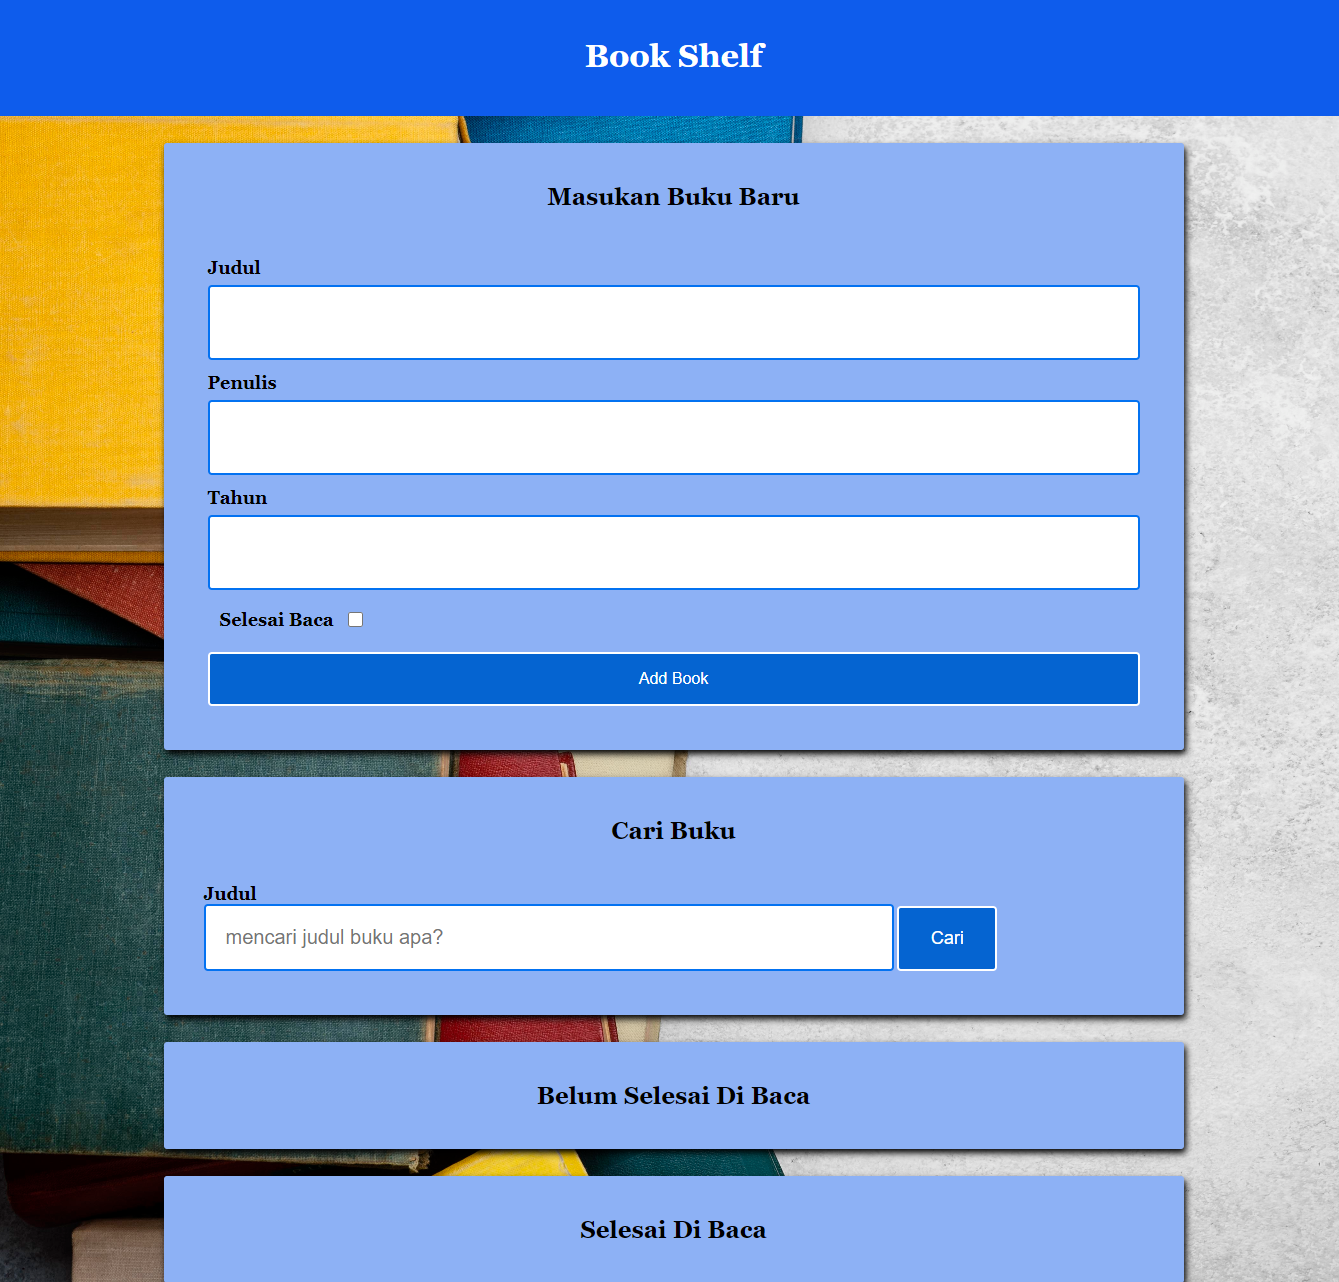 Book Shelf
Masukan Buku Baru
Judul
Penulis
Tahun
Selesai Baca
Add Book
Cari Buku
Judul
mencari judul buku apa? Cari
Belum Selesai Di Baca
Selesai Di Baca